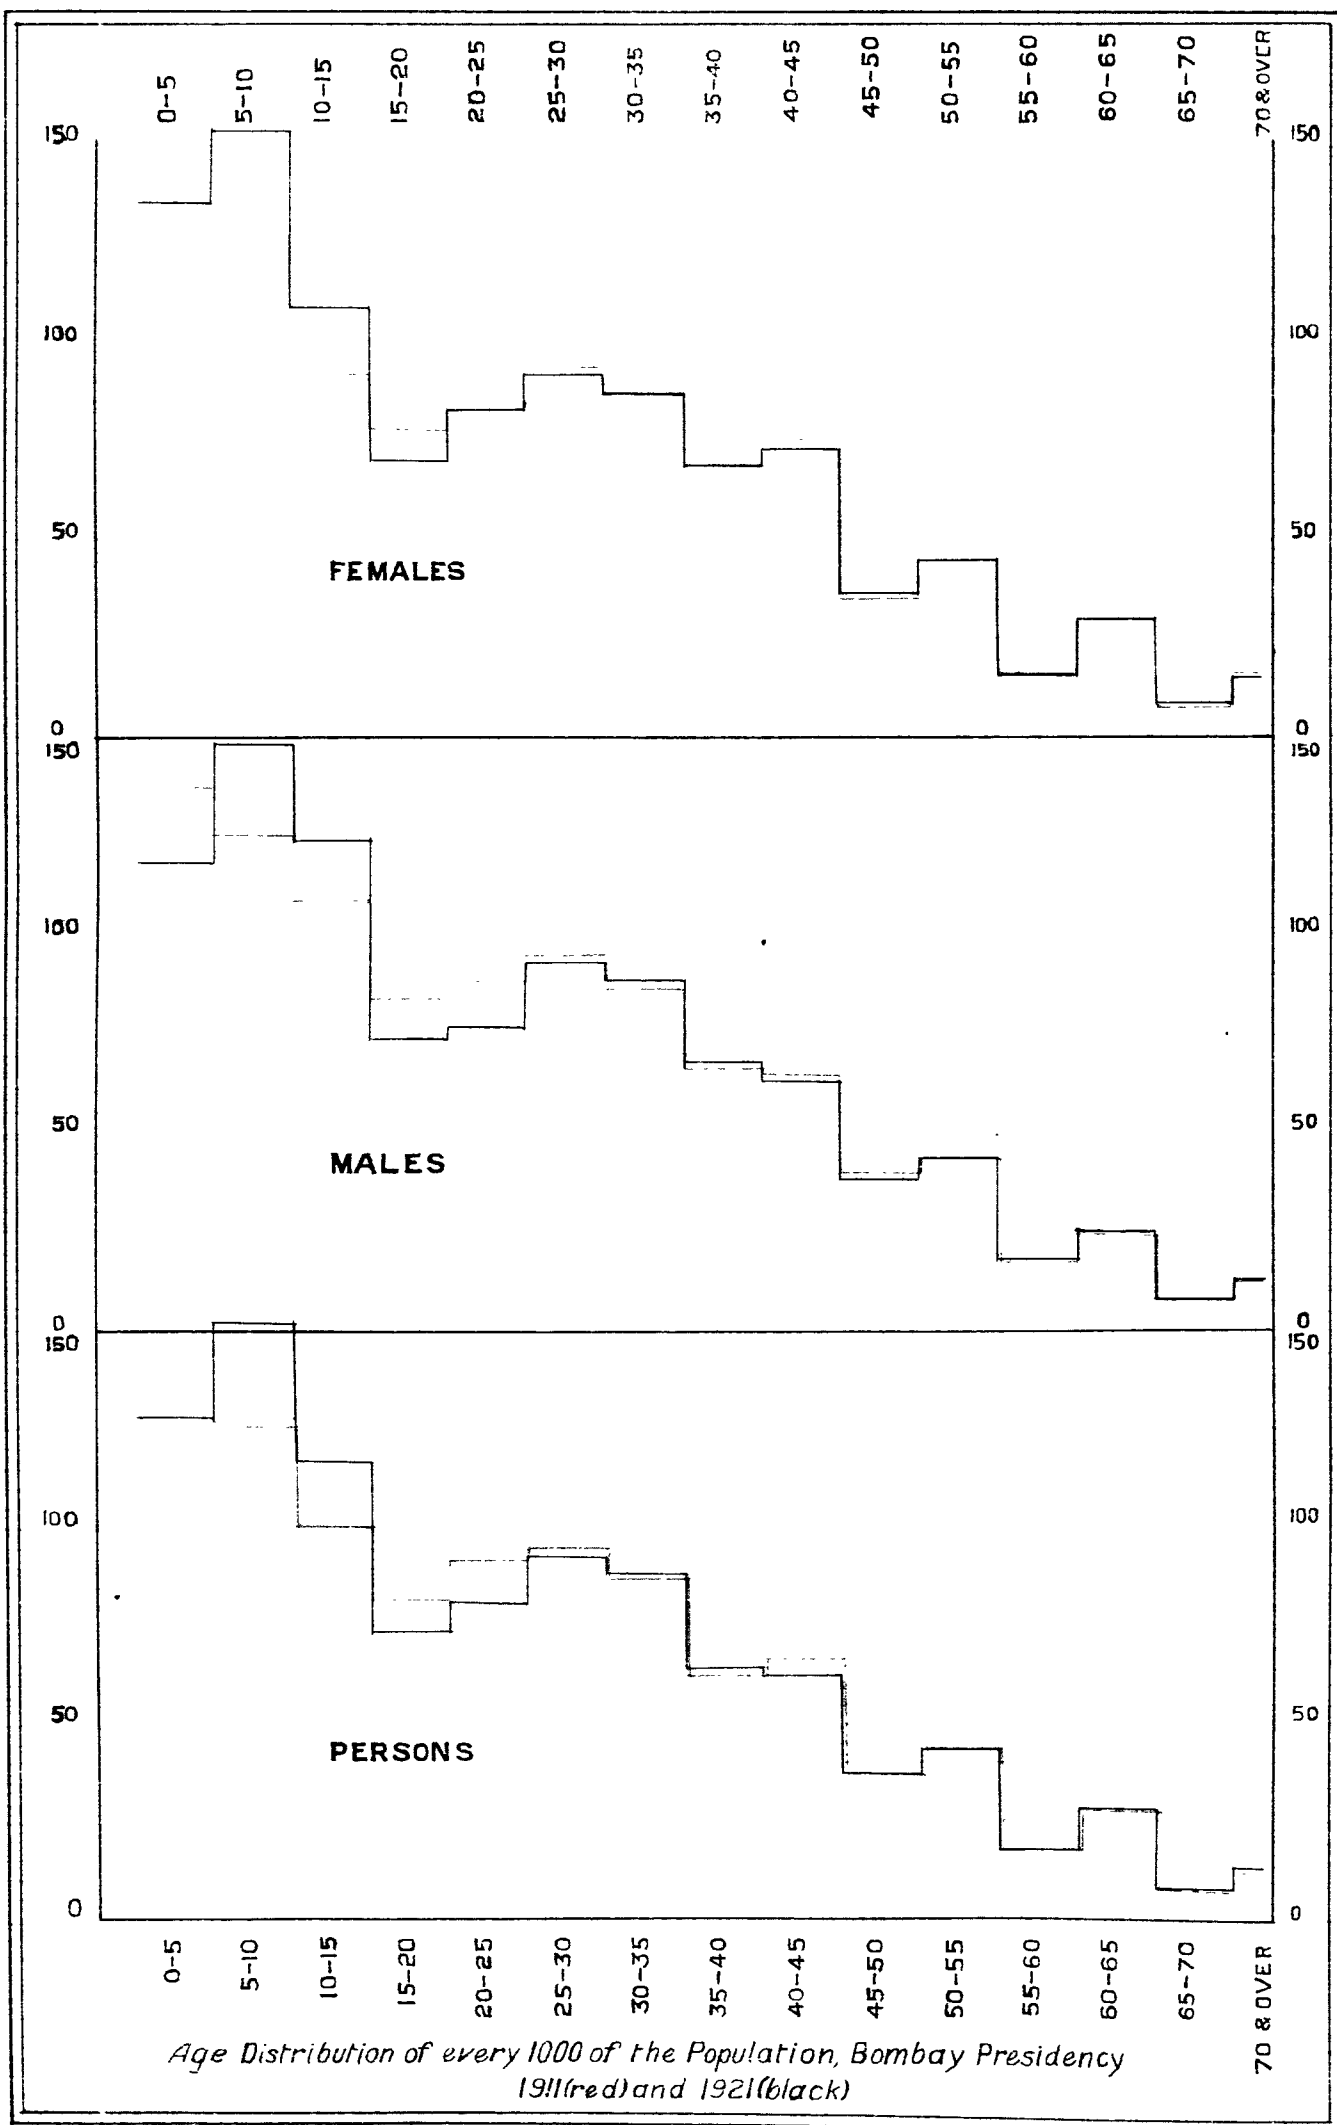 0-5 5-10 10-15 15-20 20-25 25-30 30-35 35-40 40-45 45-50 50-55 55-60 60-65 65-70 70 & OVER
150 150
100 100
50 50
FEMALES
0 0
150 150
100 100
50 50
MALES
0 0
150 150
100 100
50 50
PERSONS
0 0
0-5 5-10 10-15 15-20 20-25 25-30 30-35 35-40 40-45 45-50 50-55 55-60 60-65 65-70 70 & OVER
Age Distribution of every 1000 of the Population, Bombay Presidency
1911(red) and 1921(black)